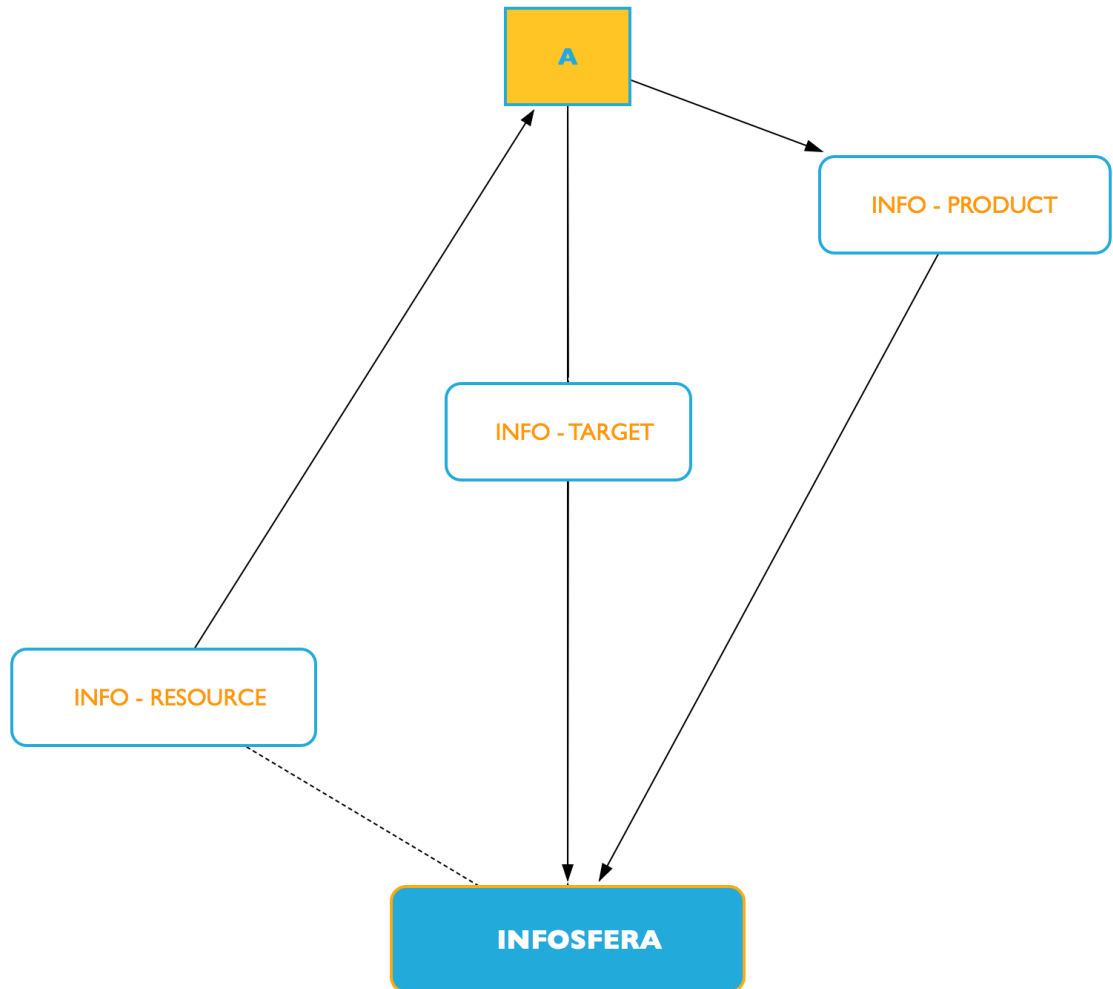 A
INFO - PRODUCT
INFO - TARGET
INFO - RESOURCE
INFOSFERA